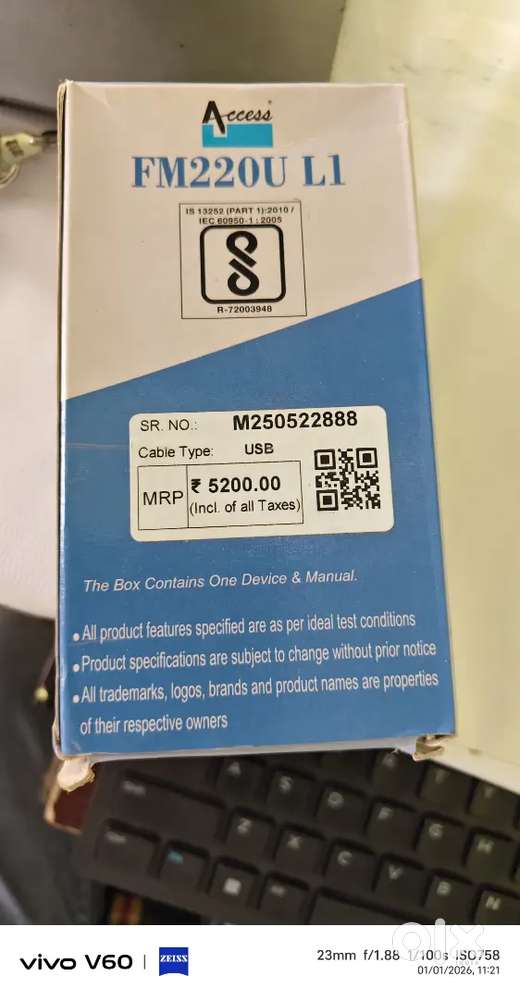 Access
FM220U L1
IS 13252 (PART 1):2010 /
IEC 60950-1 : 2005
R-72003948
SR. NO.: M250522888
Cable Type: USB
MRP ₹ 5200.00
(Incl. of all Taxes)
The Box Contains One Device & Manual.
• All product features specified are as per ideal test conditions
• Product specifications are subject to change without prior notice
• All trademarks, logos, brands and product names are properties
of their respective owners
A S D F G H
Z X C V B
vivo V60 | ZEISS
23mm f/1.88 1/100s ISO758
01/01/2026, 11:21
olx